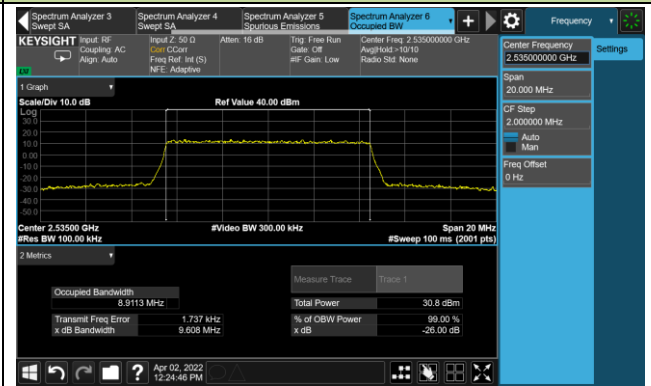 Spectrum Analyzer 3
Swept SA
Spectrum Analyzer 4
Swept SA
Spectrum Analyzer 5
Spurious Emissions
Spectrum Analyzer 6
Occupied BW
Frequency
KEYSIGHT
Input: RF
Coupling: AC
Align: Auto
Input Z: 50 Ω
Corr CCorr
Freq Ref: Int (S)
NFE: Adaptive
Atten: 16 dB
Trig: Free Run
Gate: Off
#IF Gain: Low
Center Freq: 2.535000000 GHz
Avg|Hold:>10/10
Radio Std: None
Center Frequency
2.535000000 GHz
Settings
Span
20.000 MHz
CF Step
2.000000 MHz
Auto
Man
Freq Offset
0 Hz
1 Graph
Scale/Div 10.0 dB
Ref Value 40.00 dBm
Log
30.0
20.0
10.0
0.00
-10.0
-20.0
-30.0
-40.0
-50.0
Center 2.53500 GHz
#Video BW 300.00 kHz
Span 20 MHz
#Res BW 100.00 kHz
#Sweep 100 ms (2001 pts)
2 Metrics
Measure Trace
Trace 1
Occupied Bandwidth
8.9113 MHz
Total Power
30.8 dBm
Transmit Freq Error
1.737 kHz
% of OBW Power
99.00 %
x dB Bandwidth
9.608 MHz
x dB
-26.00 dB
Apr 02, 2022
12:24:46 PM